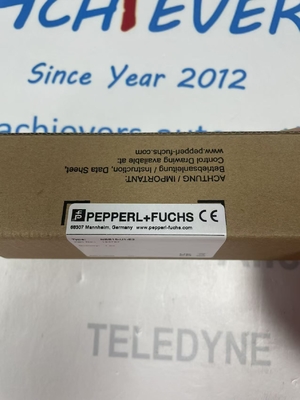 ACHIEVERS
Since Year 2012
achievers auto
ACHTUNG / IMPORTANT:
Betriebsanleitung / Instruction, Data Sheet,
Control Drawing available at:
www.pepperl-fuchs.com
PEPPERL+FUCHS CE
68307 Mannheim, Germany www.pepperl-fuchs.com
TELEDYNE